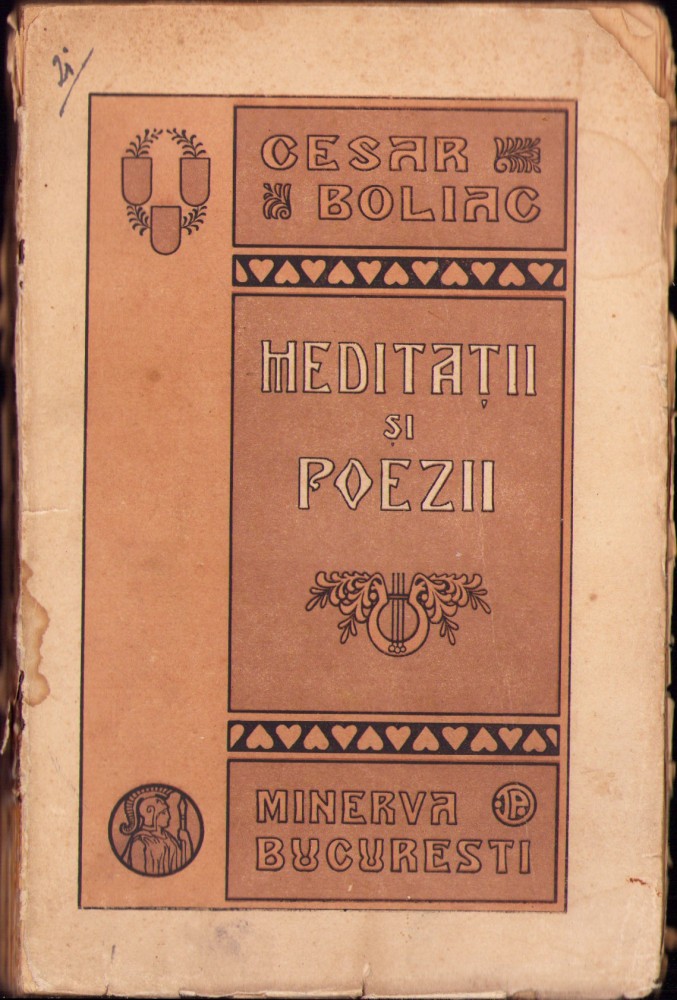 CESAR
BOLIAC
MEDITAȚII
ȘI
POEZII
MINERVA
BUCURESTI